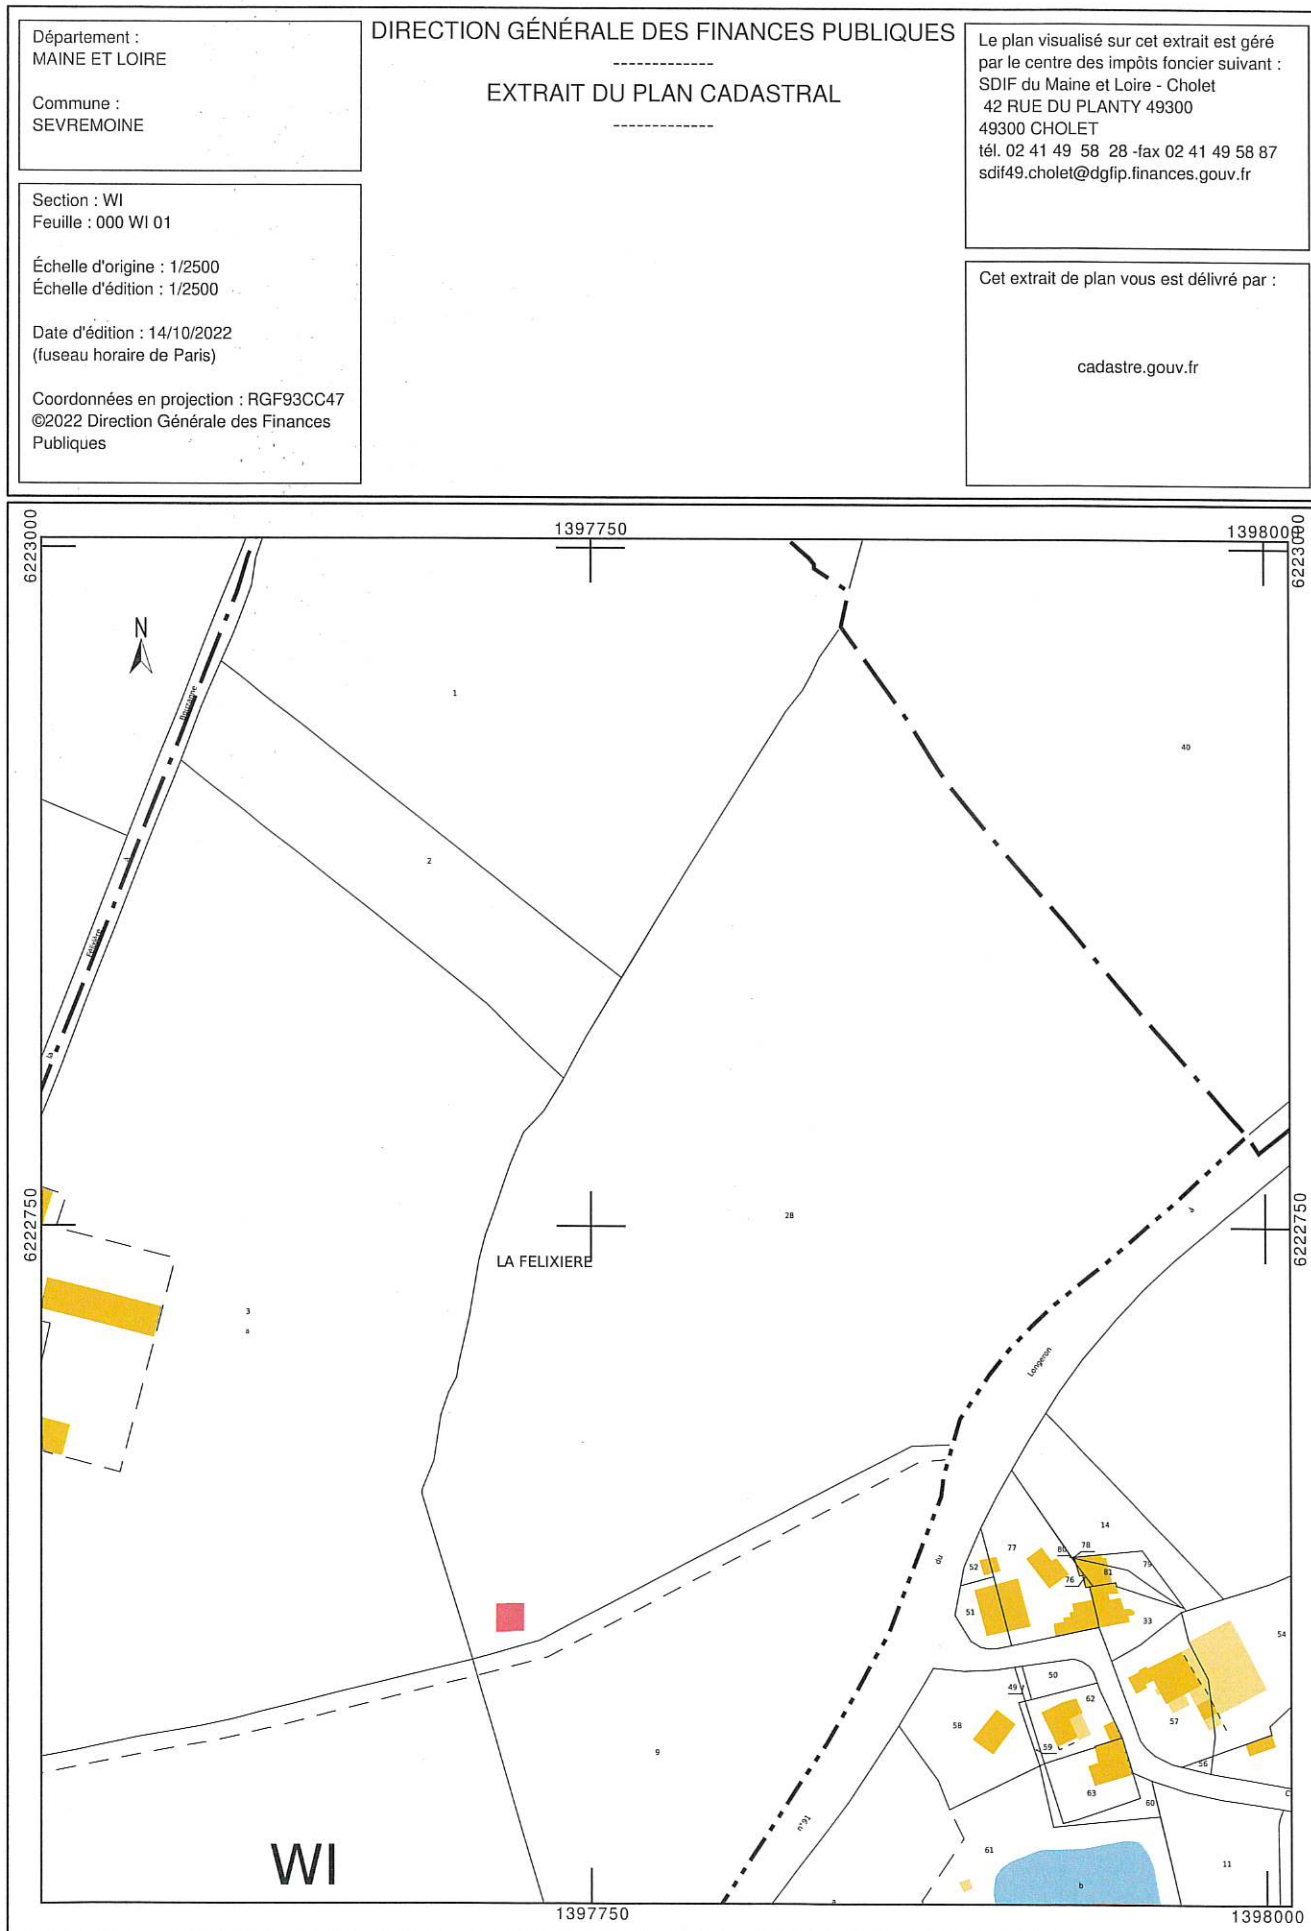 Département :
MAINE ET LOIRE
Commune :
SEVREMOINE
Section : WI
Feuille : 000 WI 01
Échelle d'origine : 1/2500
Échelle d'édition : 1/2500
Date d'édition : 14/10/2022
(fuseau horaire de Paris)
Coordonnées en projection : RGF93CC47
©2022 Direction Générale des Finances
Publiques
DIRECTION GÉNÉRALE DES FINANCES PUBLIQUES
-------------
EXTRAIT DU PLAN CADASTRAL
-------------
Le plan visualisé sur cet extrait est géré
par le centre des impôts foncier suivant :
SDIF du Maine et Loire - Cholet
42 RUE DU PLANTY 49300
49300 CHOLET
tél. 02 41 49 58 28 -fax 02 41 49 58 87
sdif49.cholet@dgfip.finances.gouv.fr
Cet extrait de plan vous est délivré par :
cadastre.gouv.fr
1397750
1398000
6223000
6223000
N
Bouzanne
1
49
2
à
Félixière
la
6222750
6222750
28
à
LA FELIXIERE
3
a
Longeron
du
14
77
80
78
79
52
76
81
51
33
54
50
49
62
58
57
59
9
56
63
60
n°91
61
11
WI
b
a
1397750
1398000